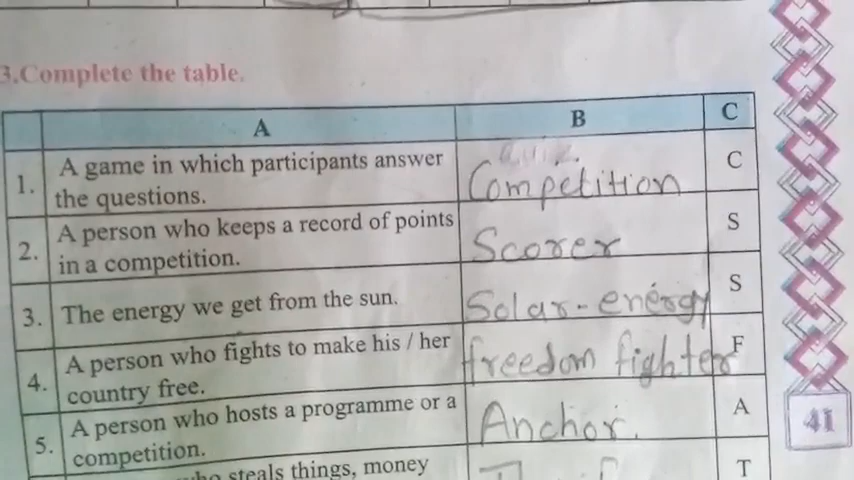 3.Complete the table.
A B C
1. A game in which participants answer the questions. Quiz Competition C
2. A person who keeps a record of points in a competition. Scorer S
3. The energy we get from the sun. Solar-energy S
4. A person who fights to make his / her country free. freedom fighter F
5. A person who hosts a programme or a competition. Anchor. A
who steals things, money T
41